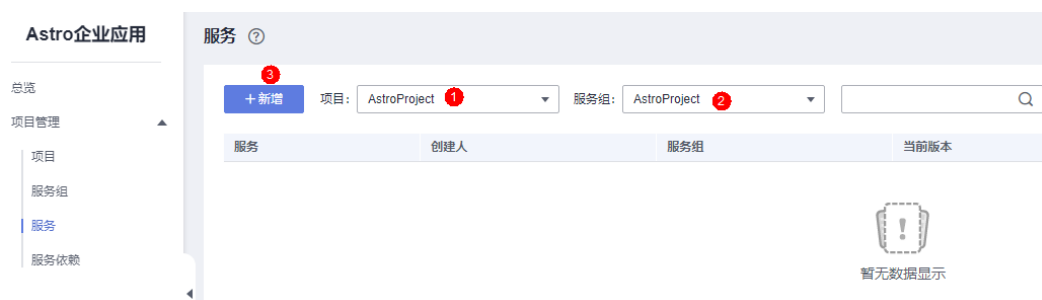 Astro企业应用
总览
项目管理
项目
服务组
服务
服务依赖
服务 ?
3
+新增 项目: AstroProject 1 服务组: AstroProject 2
服务 创建人 服务组 当前版本
!
暂无数据显示